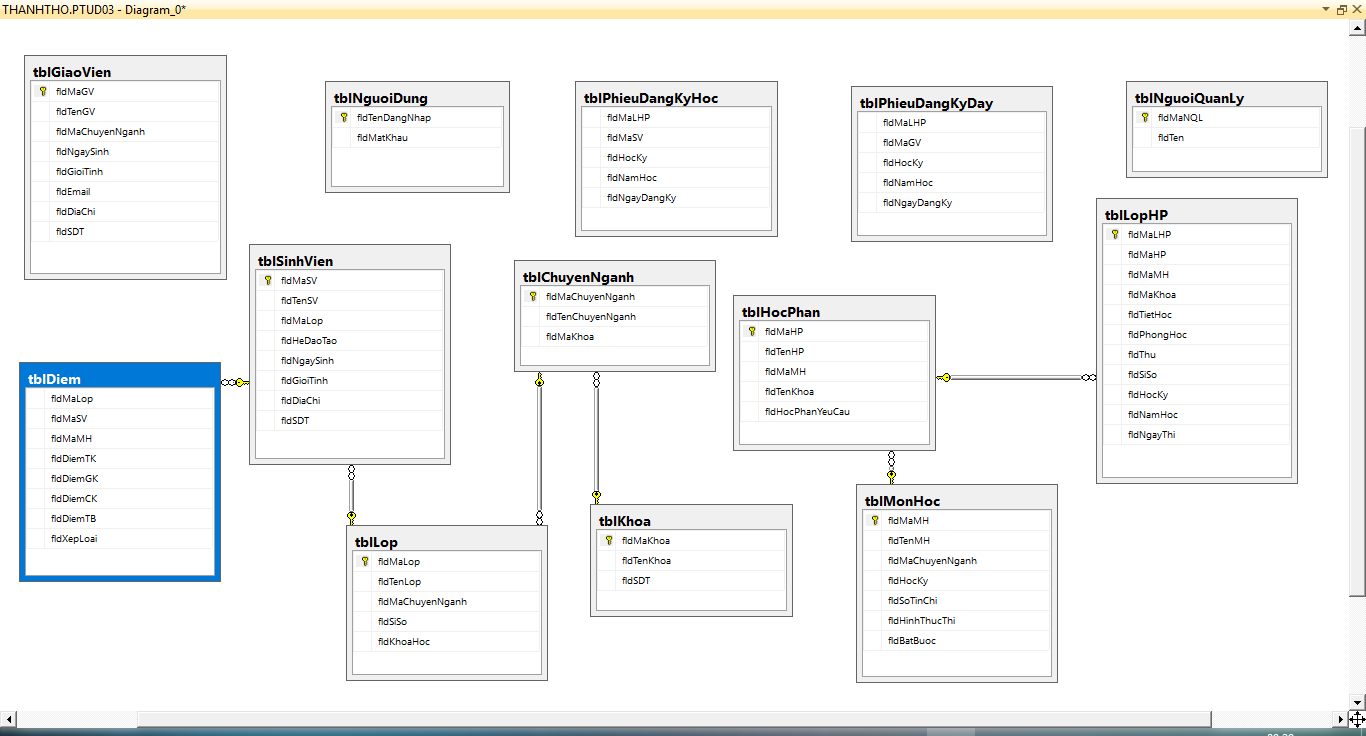 THANHTHO.PTUD03 - Diagram_0*
tblGiaoVien
fldMaGV
fldTenGV
fldMaChuyenNganh
fldNgaySinh
fldGioiTinh
fldEmail
fldDiaChi
fldSDT
tblNguoiDung
fldTenDangNhap
fldMatKhau
tblPhieuDangKyHoc
fldMaLHP
fldMaSV
fldHocKy
fldNamHoc
fldNgayDangKy
tblPhieuDangKyDay
fldMaLHP
fldMaGV
fldHocKy
fldNamHoc
fldNgayDangKy
tblNguoiQuanLy
fldMaNQL
fldTen
tblLopHP
fldMaLHP
fldMaHP
fldMaMH
fldMaKhoa
fldTietHoc
fldPhongHoc
fldThu
fldSiSo
fldHocKy
fldNamHoc
fldNgayThi
tblSinhVien
fldMaSV
fldTenSV
fldMaLop
fldHeDaoTao
fldNgaySinh
fldGioiTinh
fldDiaChi
fldSDT
tblChuyenNganh
fldMaChuyenNganh
fldTenChuyenNganh
fldMaKhoa
tblHocPhan
fldMaHP
fldTenHP
fldMaMH
fldTenKhoa
fldHocPhanYeuCau
tblDiem
fldMaLop
fldMaSV
fldMaMH
fldDiemTK
fldDiemGK
fldDiemCK
fldDiemTB
fldXepLoai
tblLop
fldMaLop
fldTenLop
fldMaChuyenNganh
fldSiSo
fldKhoaHoc
tblKhoa
fldMaKhoa
fldTenKhoa
fldSDT
tblMonHoc
fldMaMH
fldTenMH
fldMaChuyenNganh
fldHocKy
fldSoTinChi
fldHinhThucThi
fldBatBuoc